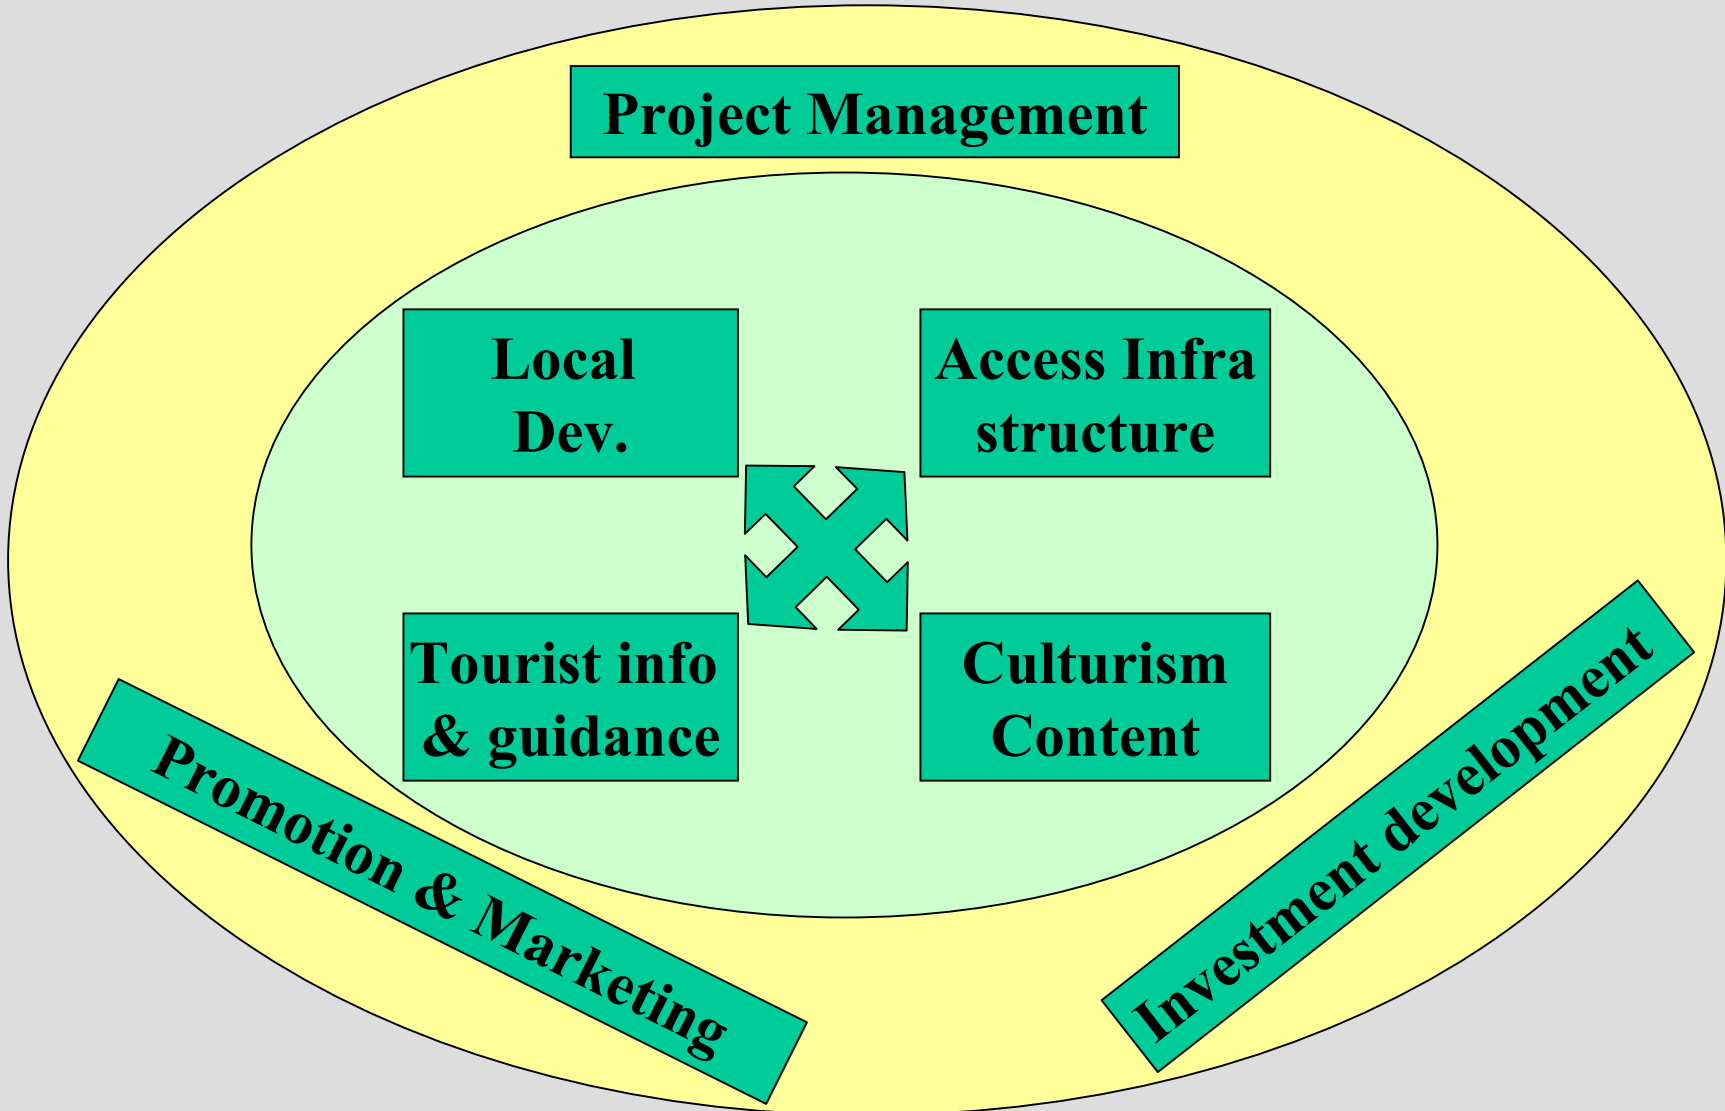 Project Management
Local
Dev.
Access Infra
structure
Tourist info
& guidance
Culturism
Content
Promotion & Marketing
Investment development